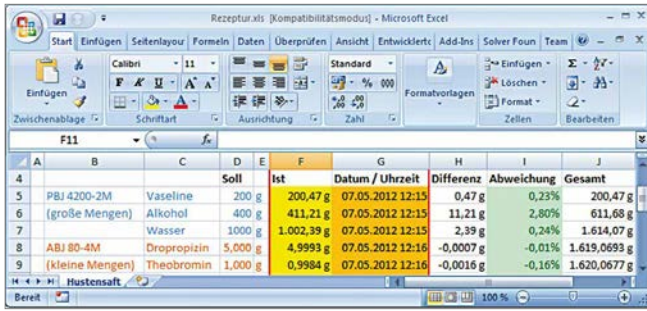 Rezeptur.xls [Kompatibilitätsmodus] - Microsoft Excel
Start Einfügen Seitenlayou Formeln Daten Überprüfen Ansicht Entwicklertc Add-Ins Solver Foun Team
Einfügen Calibri 11 Standard Formatvorlagen Einfügen
F K U A A % 000 Löschen
Format
Zwischenablage Schriftart Ausrichtung Zahl Zellen Bearbeiten
F11 fx
A B C D E F G H I J
4 Soll Ist Datum / Uhrzeit Differenz Abweichung Gesamt
5 PBJ 4200-2M Vaseline 200 g 200,47 g 07.05.2012 12:15 0,47 g 0,23% 200,47 g
6 (große Mengen) Alkohol 400 g 411,21 g 07.05.2012 12:15 11,21 g 2,80% 611,68 g
7 Wasser 1000 g 1.002,39 g 07.05.2012 12:15 2,39 g 0,24% 1.614,07 g
8 ABJ 80-4M Dropropizin 5,000 g 4,9993 g 07.05.2012 12:16 -0,0007 g -0,01% 1.619,0693 g
9 (kleine Mengen) Theobromin 1,000 g 0,9984 g 07.05.2012 12:16 -0,0016 g -0,16% 1.620,0677 g
Hustensaft
Bereit 100 %